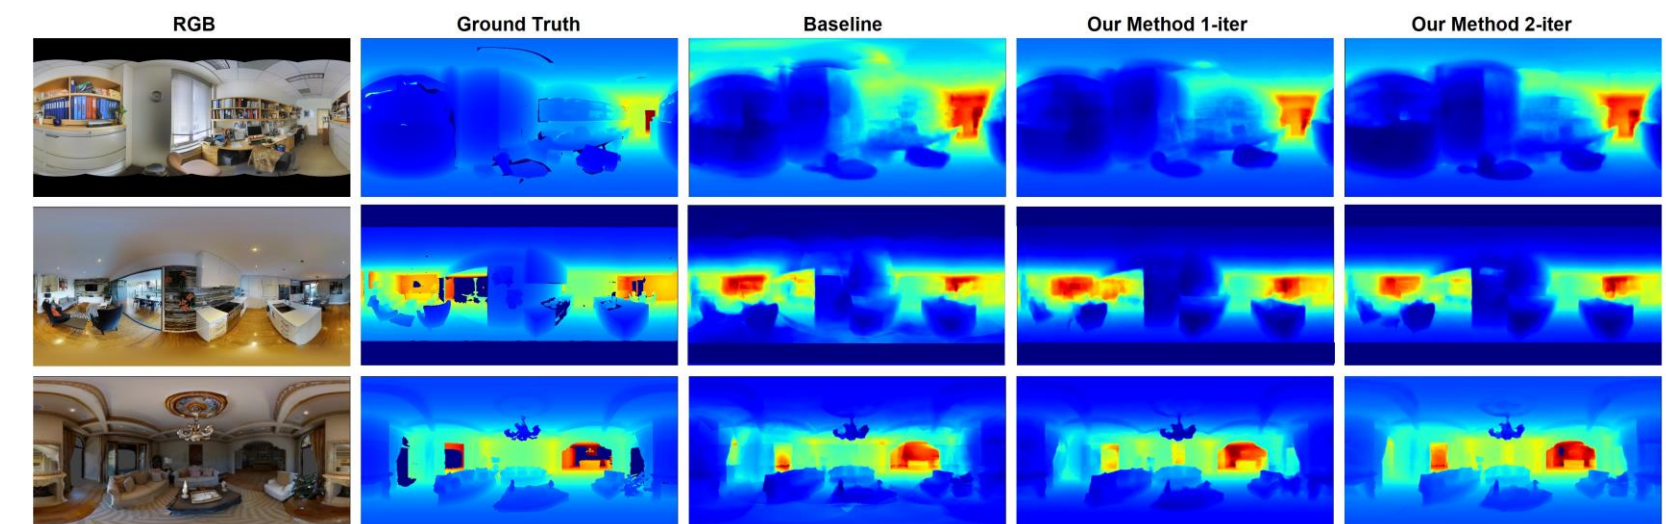 RGB
Ground Truth
Baseline
Our Method 1-iter
Our Method 2-iter